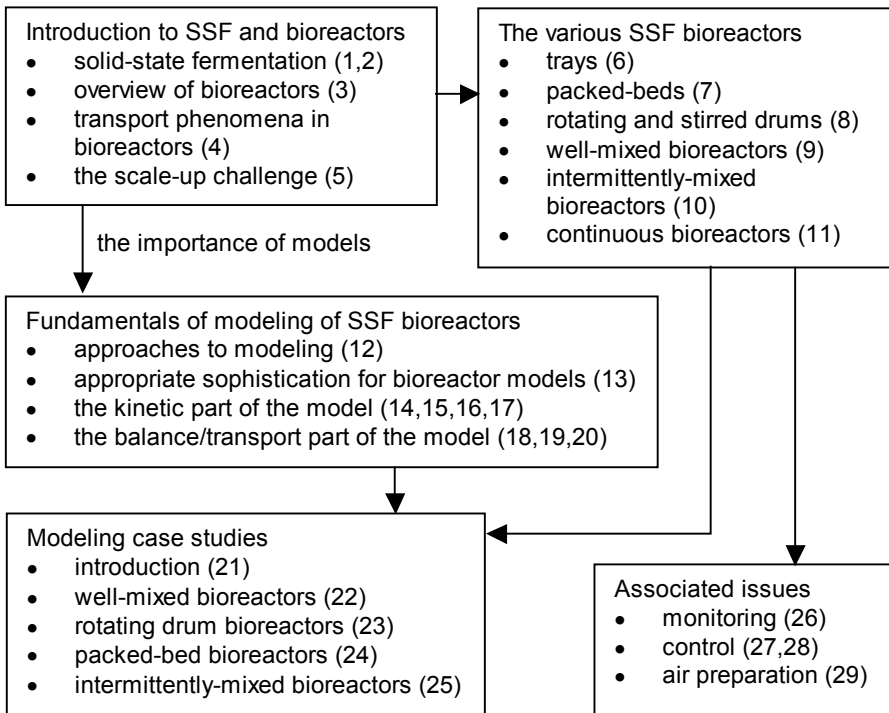 Introduction to SSF and bioreactors
• solid-state fermentation (1,2)
• overview of bioreactors (3)
• transport phenomena in
bioreactors (4)
• the scale-up challenge (5)
The various SSF bioreactors
• trays (6)
• packed-beds (7)
• rotating and stirred drums (8)
• well-mixed bioreactors (9)
• intermittently-mixed
bioreactors (10)
• continuous bioreactors (11)
the importance of models
Fundamentals of modeling of SSF bioreactors
• approaches to modeling (12)
• appropriate sophistication for bioreactor models (13)
• the kinetic part of the model (14,15,16,17)
• the balance/transport part of the model (18,19,20)
Modeling case studies
• introduction (21)
• well-mixed bioreactors (22)
• rotating drum bioreactors (23)
• packed-bed bioreactors (24)
• intermittently-mixed bioreactors (25)
Associated issues
• monitoring (26)
• control (27,28)
• air preparation (29)